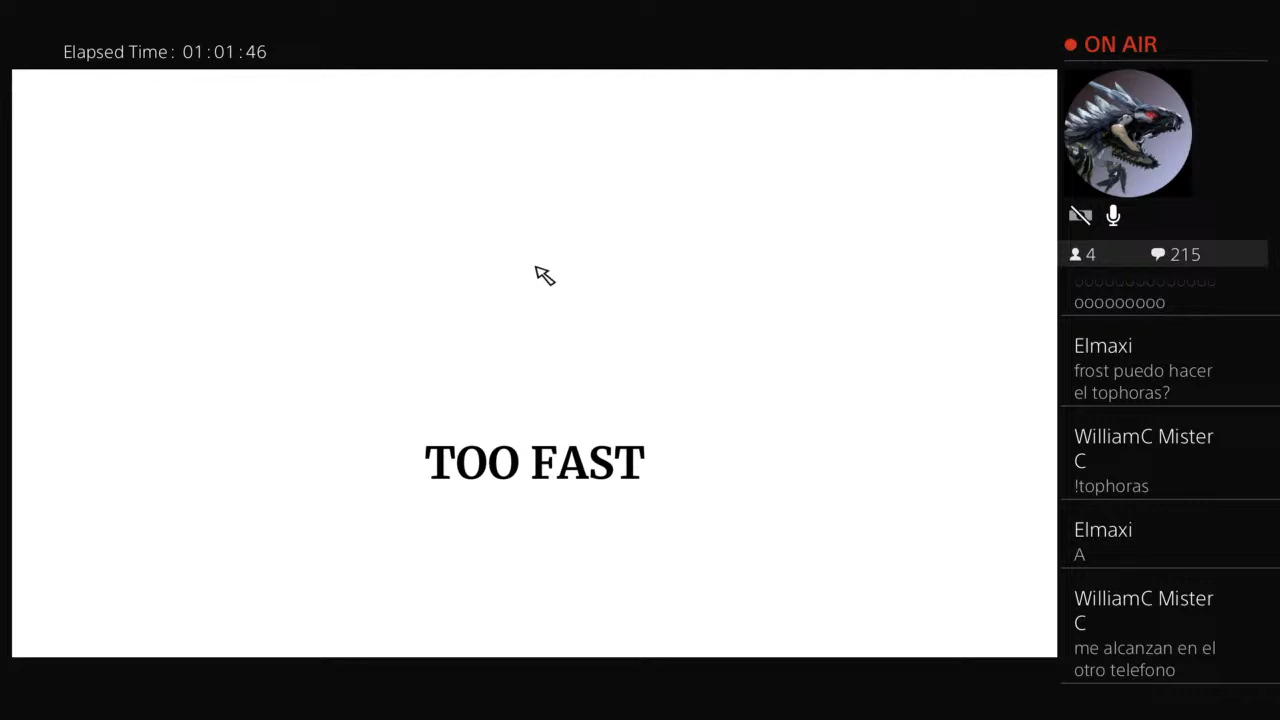 Elapsed Time: 01:01:46
ON AIR
4 215
ooooooooo
Elmaxi
frost puedo hacer
el tophoras?
WilliamC Mister
C
!tophoras
Elmaxi
A
WilliamC Mister
C
me alcanzan en el
otro telefono
TOO FAST